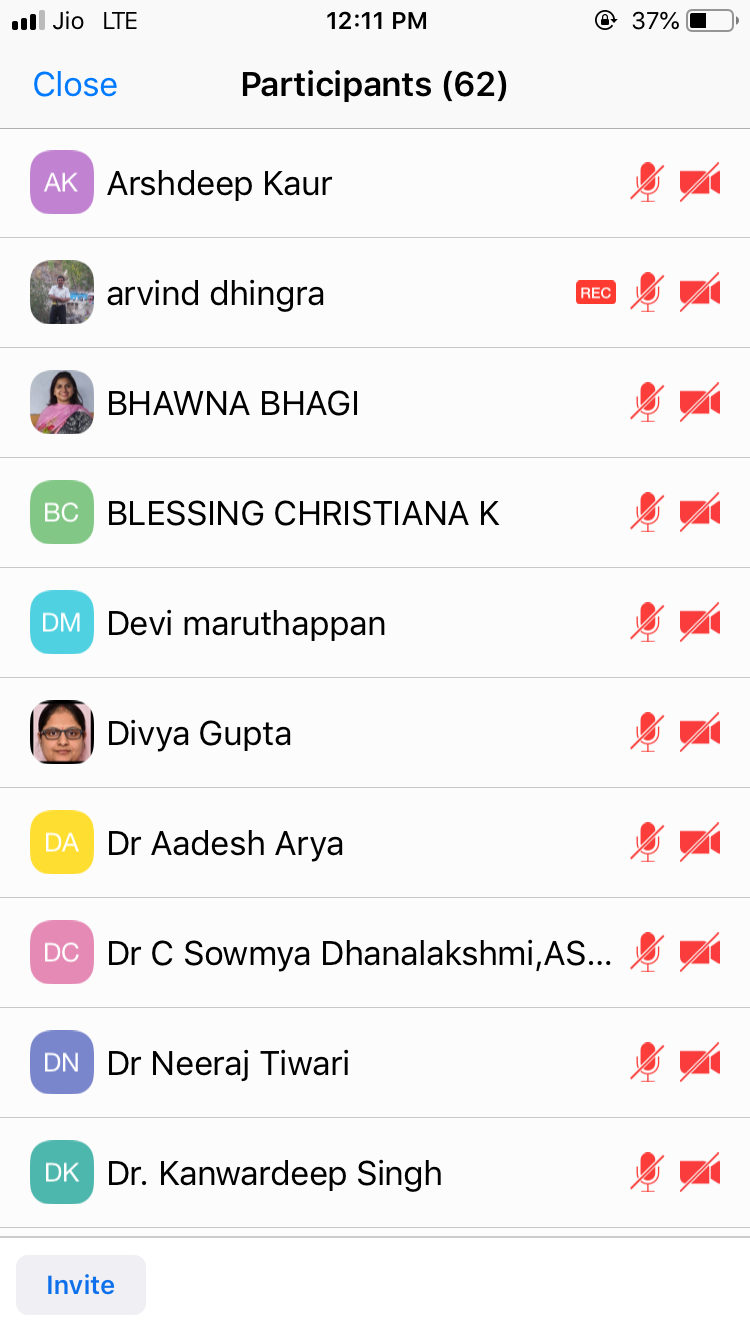 Jio LTE 12:11 PM 37%
Close Participants (62)
AK Arshdeep Kaur
arvind dhingra REC
BHAWNA BHAGI
BC BLESSING CHRISTIANA K
DM Devi maruthappan
Divya Gupta
DA Dr Aadesh Arya
DC Dr C Sowmya Dhanalakshmi,AS...
DN Dr Neeraj Tiwari
DK Dr. Kanwardeep Singh
Invite